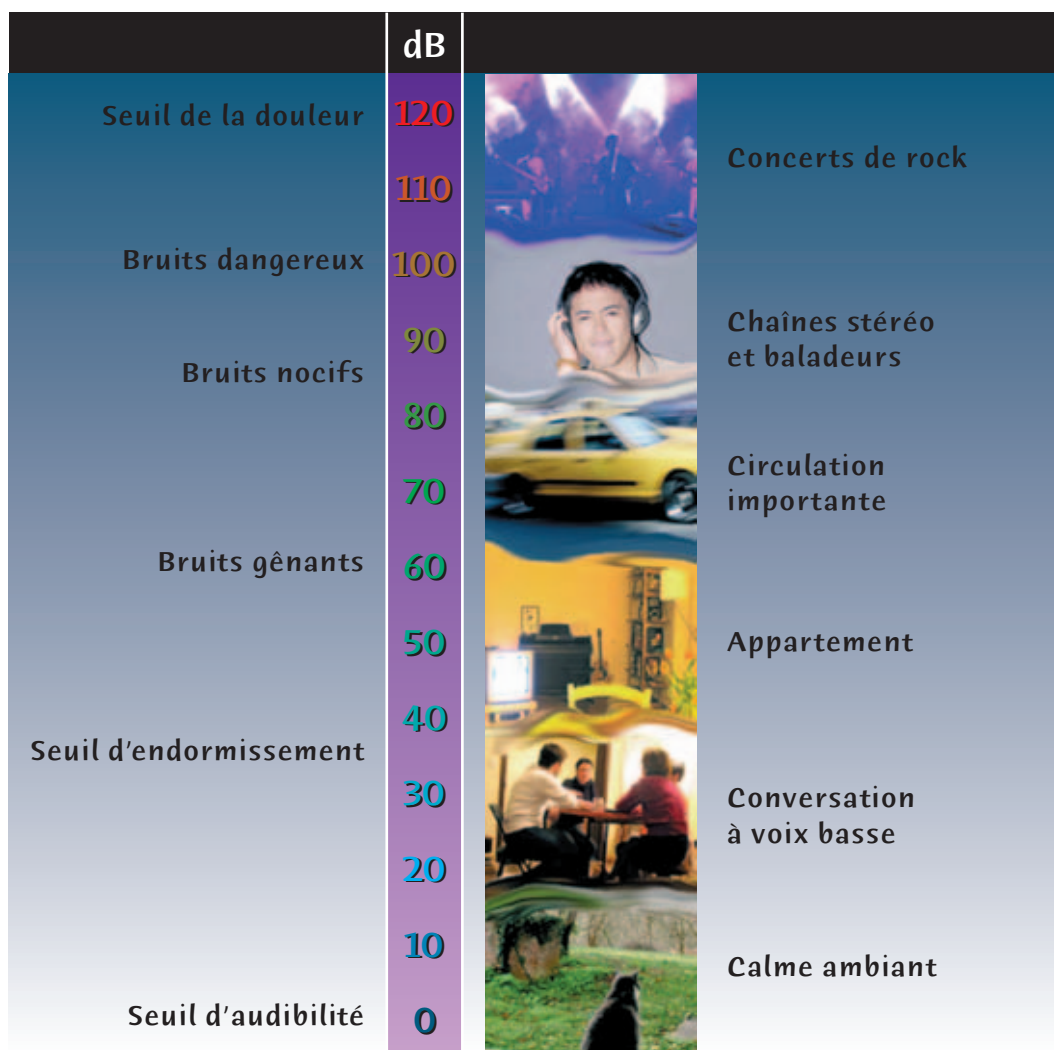 dB
Seuil de la douleur
120
Concerts de rock
110
Bruits dangereux
100
Chaînes stéréo
et baladeurs
90
Bruits nocifs
80
Circulation
importante
70
Bruits gênants
60
50
Appartement
40
Seuil d'endormissement
30
Conversation
à voix basse
20
10
Calme ambiant
Seuil d'audibilité
0